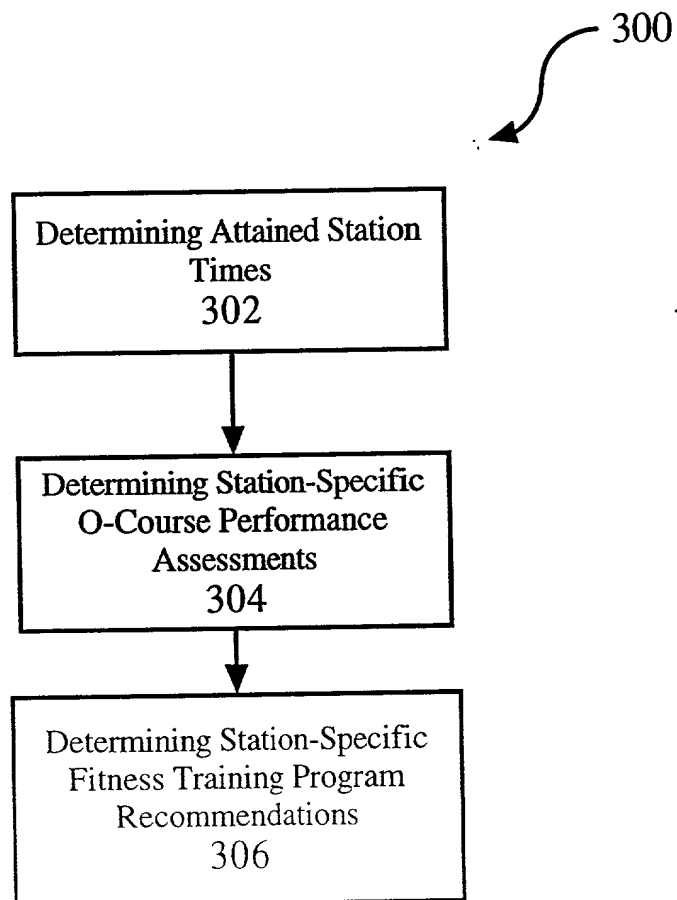 300
Determining Attained Station
Times
302
Determining Station-Specific
O-Course Performance
Assessments
304
Determining Station-Specific
Fitness Training Program
Recommendations
306